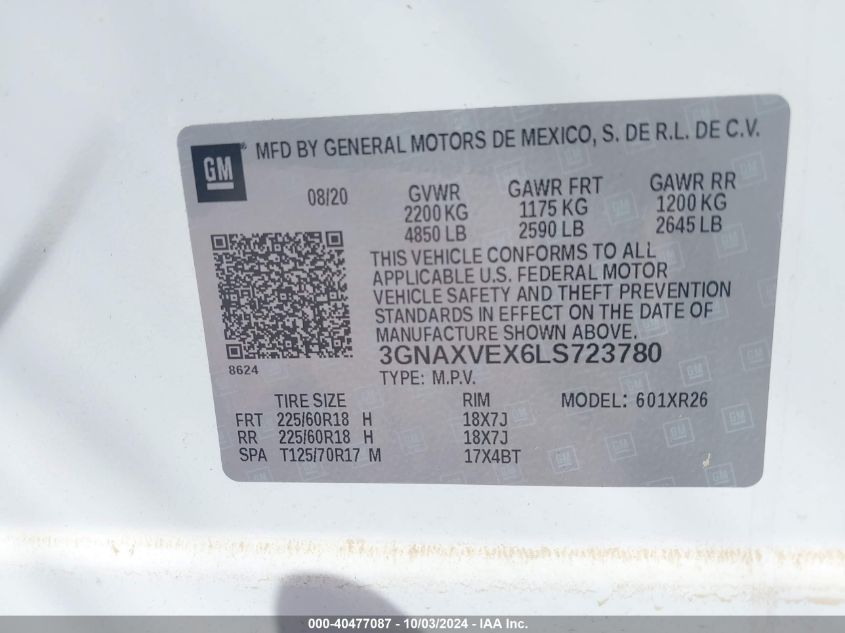 GM ® MFD BY GENERAL MOTORS DE MEXICO, S. DE R.L. DE C.V.
08/20 GVWR GAWR FRT GAWR RR
2200 KG 1175 KG 1200 KG
4850 LB 2590 LB 2645 LB
THIS VEHICLE CONFORMS TO ALL
APPLICABLE U.S. FEDERAL MOTOR
VEHICLE SAFETY AND THEFT PREVENTION
STANDARDS IN EFFECT ON THE DATE OF
MANUFACTURE SHOWN ABOVE.
8624 3GNAXVEX6LS723780
TYPE: M.P.V.
TIRE SIZE RIM MODEL: 601XR26
FRT 225/60R18 H 18X7J
RR 225/60R18 H 18X7J
SPA T125/70R17 M 17X4BT
000-40477087 - 10/03/2024 - IAA Inc.